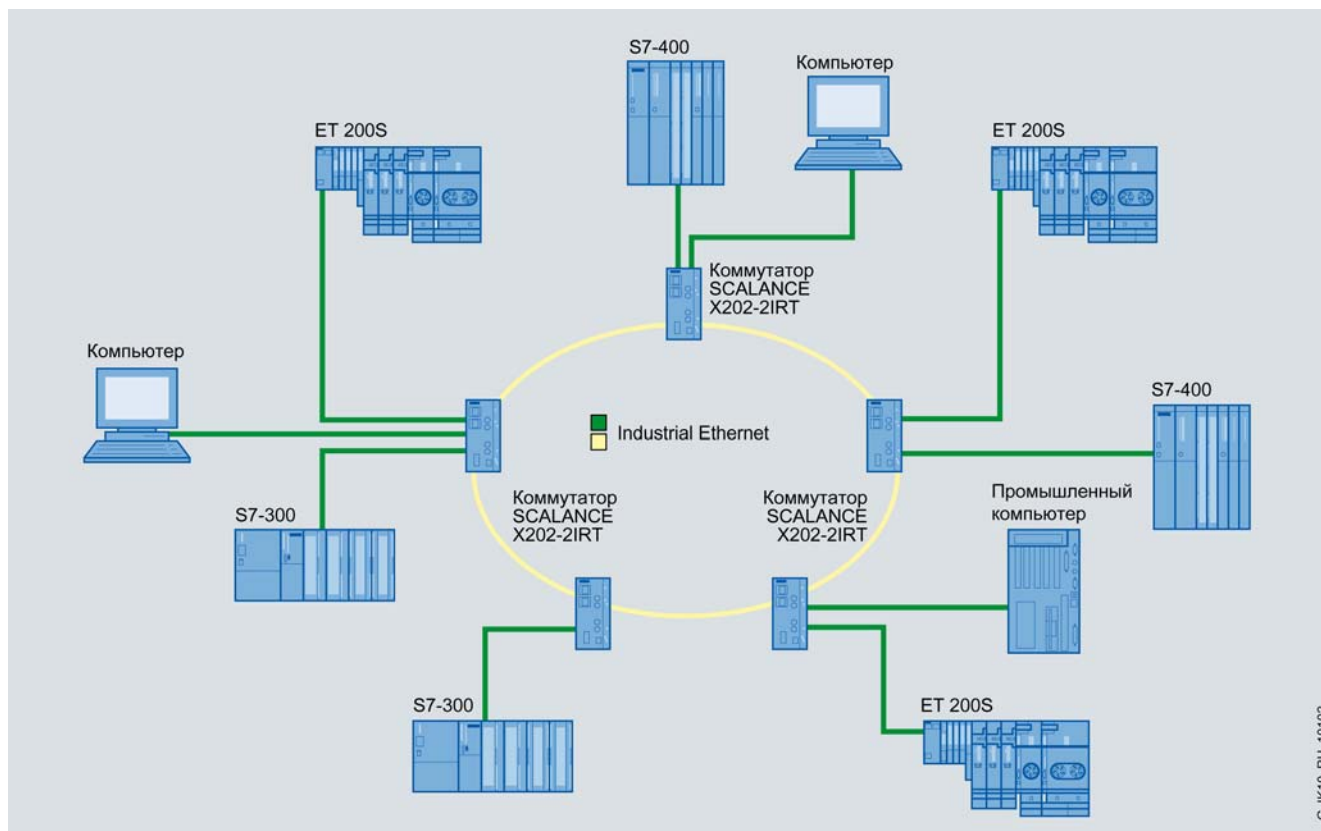 S7-400
Компьютер
ET 200S
ET 200S
Коммутатор
SCALANCE
X202-2IRT
Компьютер
S7-400
Industrial Ethernet
Коммутатор
SCALANCE
X202-2IRT
Коммутатор
SCALANCE
X202-2IRT
Промышленный
компьютер
S7-300
S7-300
ET 200S